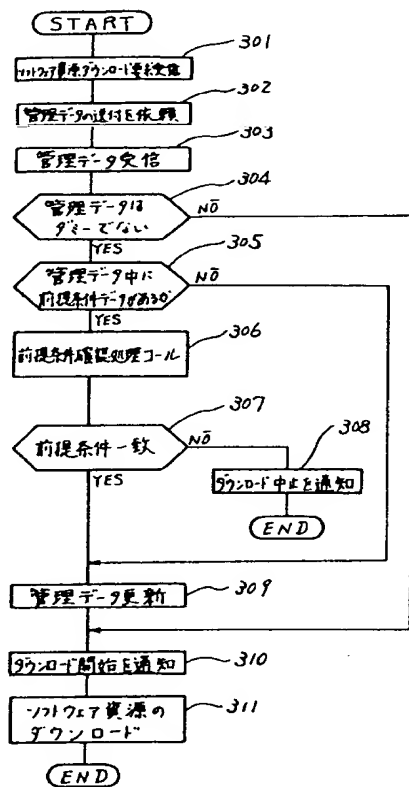 START
301
ソフトウェア資源ダウンロード要求受信
302
管理データの送付を依頼
303
管理データ受信
304
管理データは
ダミーでない
NO
YES
305
管理データ中に
前提条件データがあるか
NO
YES
306
前提条件確認処理コール
307
前提条件一致
NO
YES
308
ダウンロード中止を通知
END
309
管理データ更新
310
ダウンロード開始を通知
311
ソフトウェア資源の
ダウンロード
END